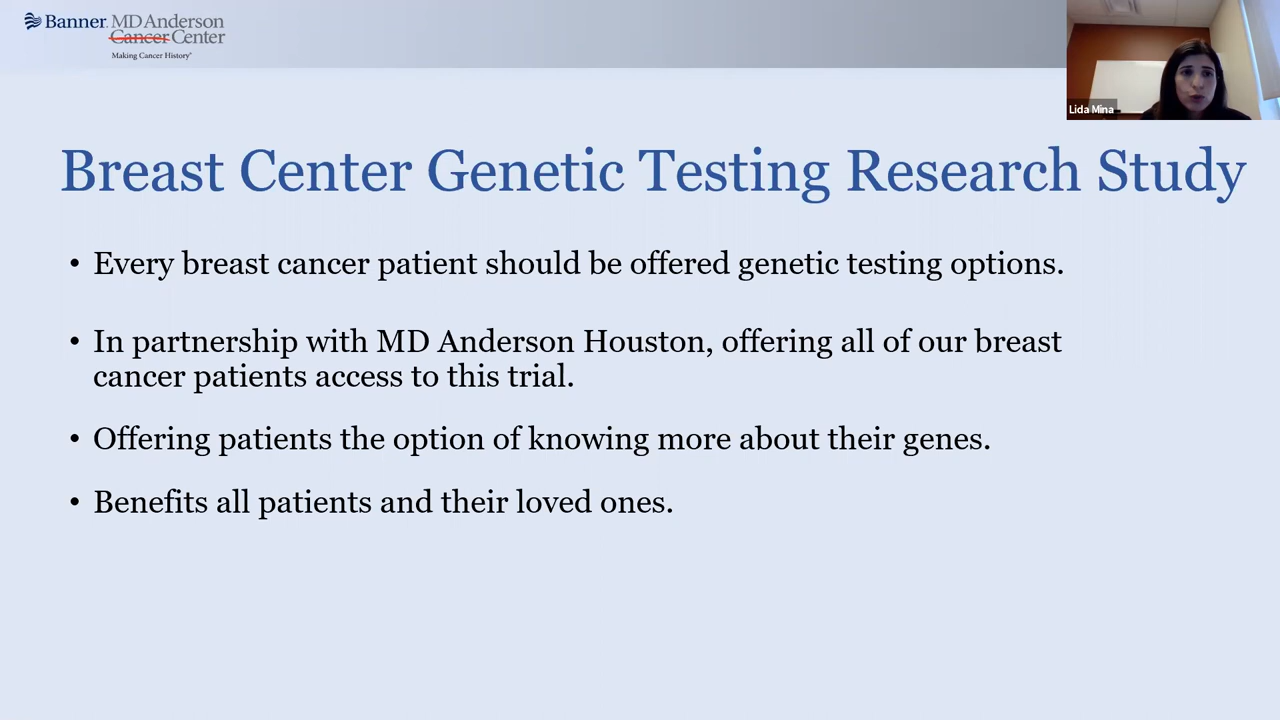 Banner MD Anderson
Cancer Center
Making Cancer History®
Lida Mina
Breast Center Genetic Testing Research Study
• Every breast cancer patient should be offered genetic testing options.
• In partnership with MD Anderson Houston, offering all of our breast
cancer patients access to this trial.
• Offering patients the option of knowing more about their genes.
• Benefits all patients and their loved ones.